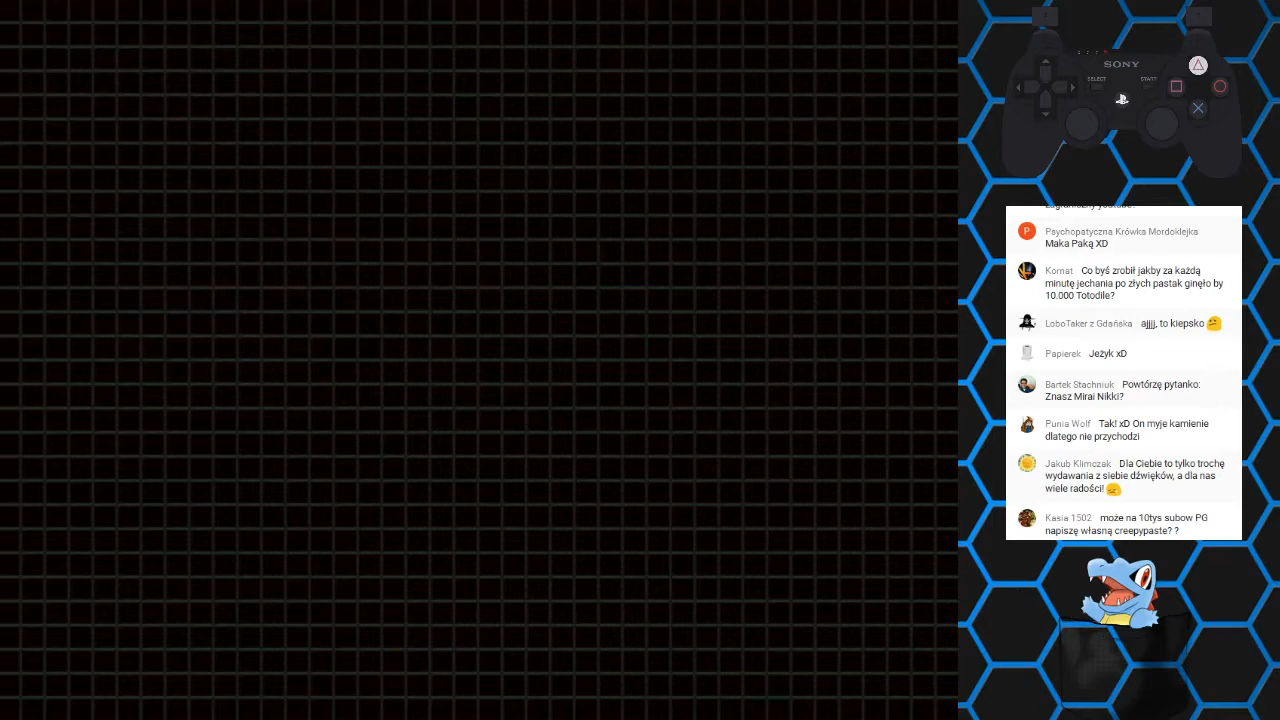 SONY
SELECT
START
zagraniczny youtube?
P
Psychopatyczna Krówka Mordoklejka
Maka Paką XD
Kornat Co byś zrobił jakby za każdą
minutę jechania po złych pastak ginęło by
10.000 Totodile?
LoboTaker z Gdańska ajjjj, to kiepsko
Papierek Jeżyk xD
Bartek Stachniuk Powtórzę pytanko:
Znasz Mirai Nikki?
Punia Wolf Tak! xD On myje kamienie
dlatego nie przychodzi
Jakub Klimczak Dla Ciebie to tylko trochę
wydawania z siebie dźwięków, a dla nas
wiele radości!
Kasia 1502 może na 10tys subow PG
napiszę własną creepypaste? ?